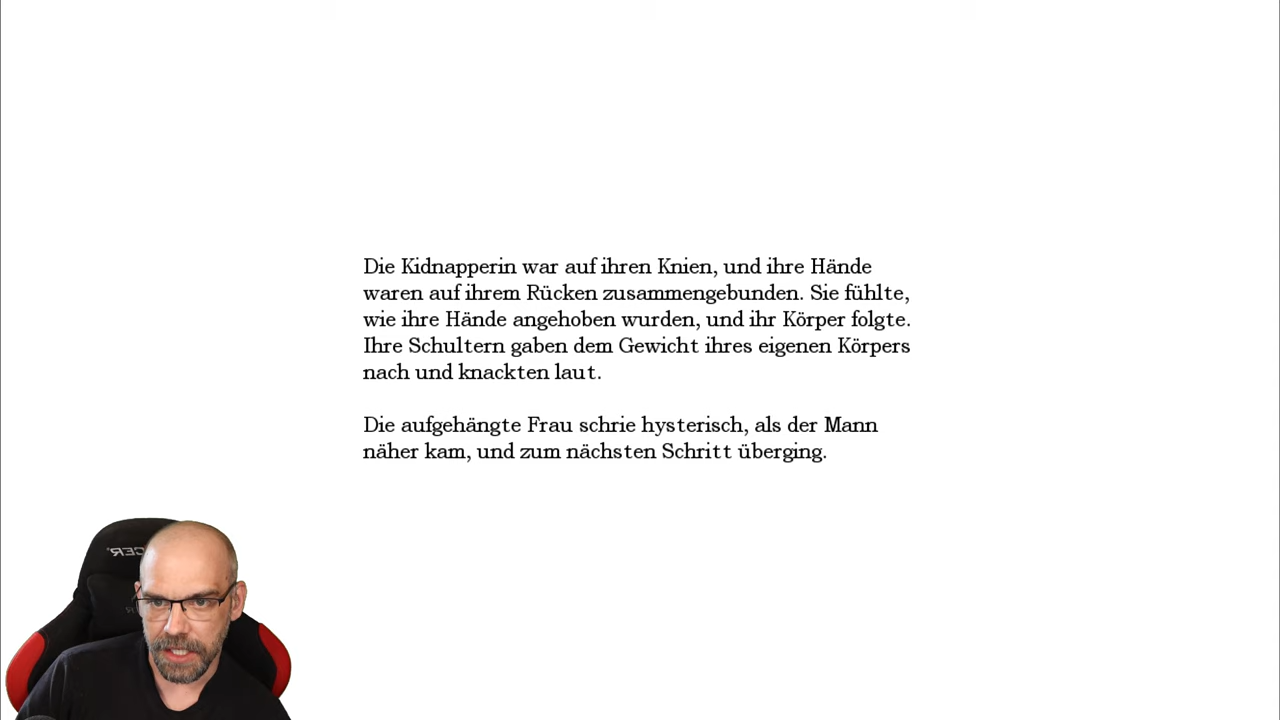 Die Kidnapperin war auf ihren Knien, und ihre Hände
waren auf ihrem Rücken zusammengebunden. Sie fühlte,
wie ihre Hände angehoben wurden, und ihr Körper folgte.
Ihre Schultern gaben dem Gewicht ihres eigenen Körpers
nach und knackten laut.
Die aufgehängte Frau schrie hysterisch, als der Mann
näher kam, und zum nächsten Schritt überging.